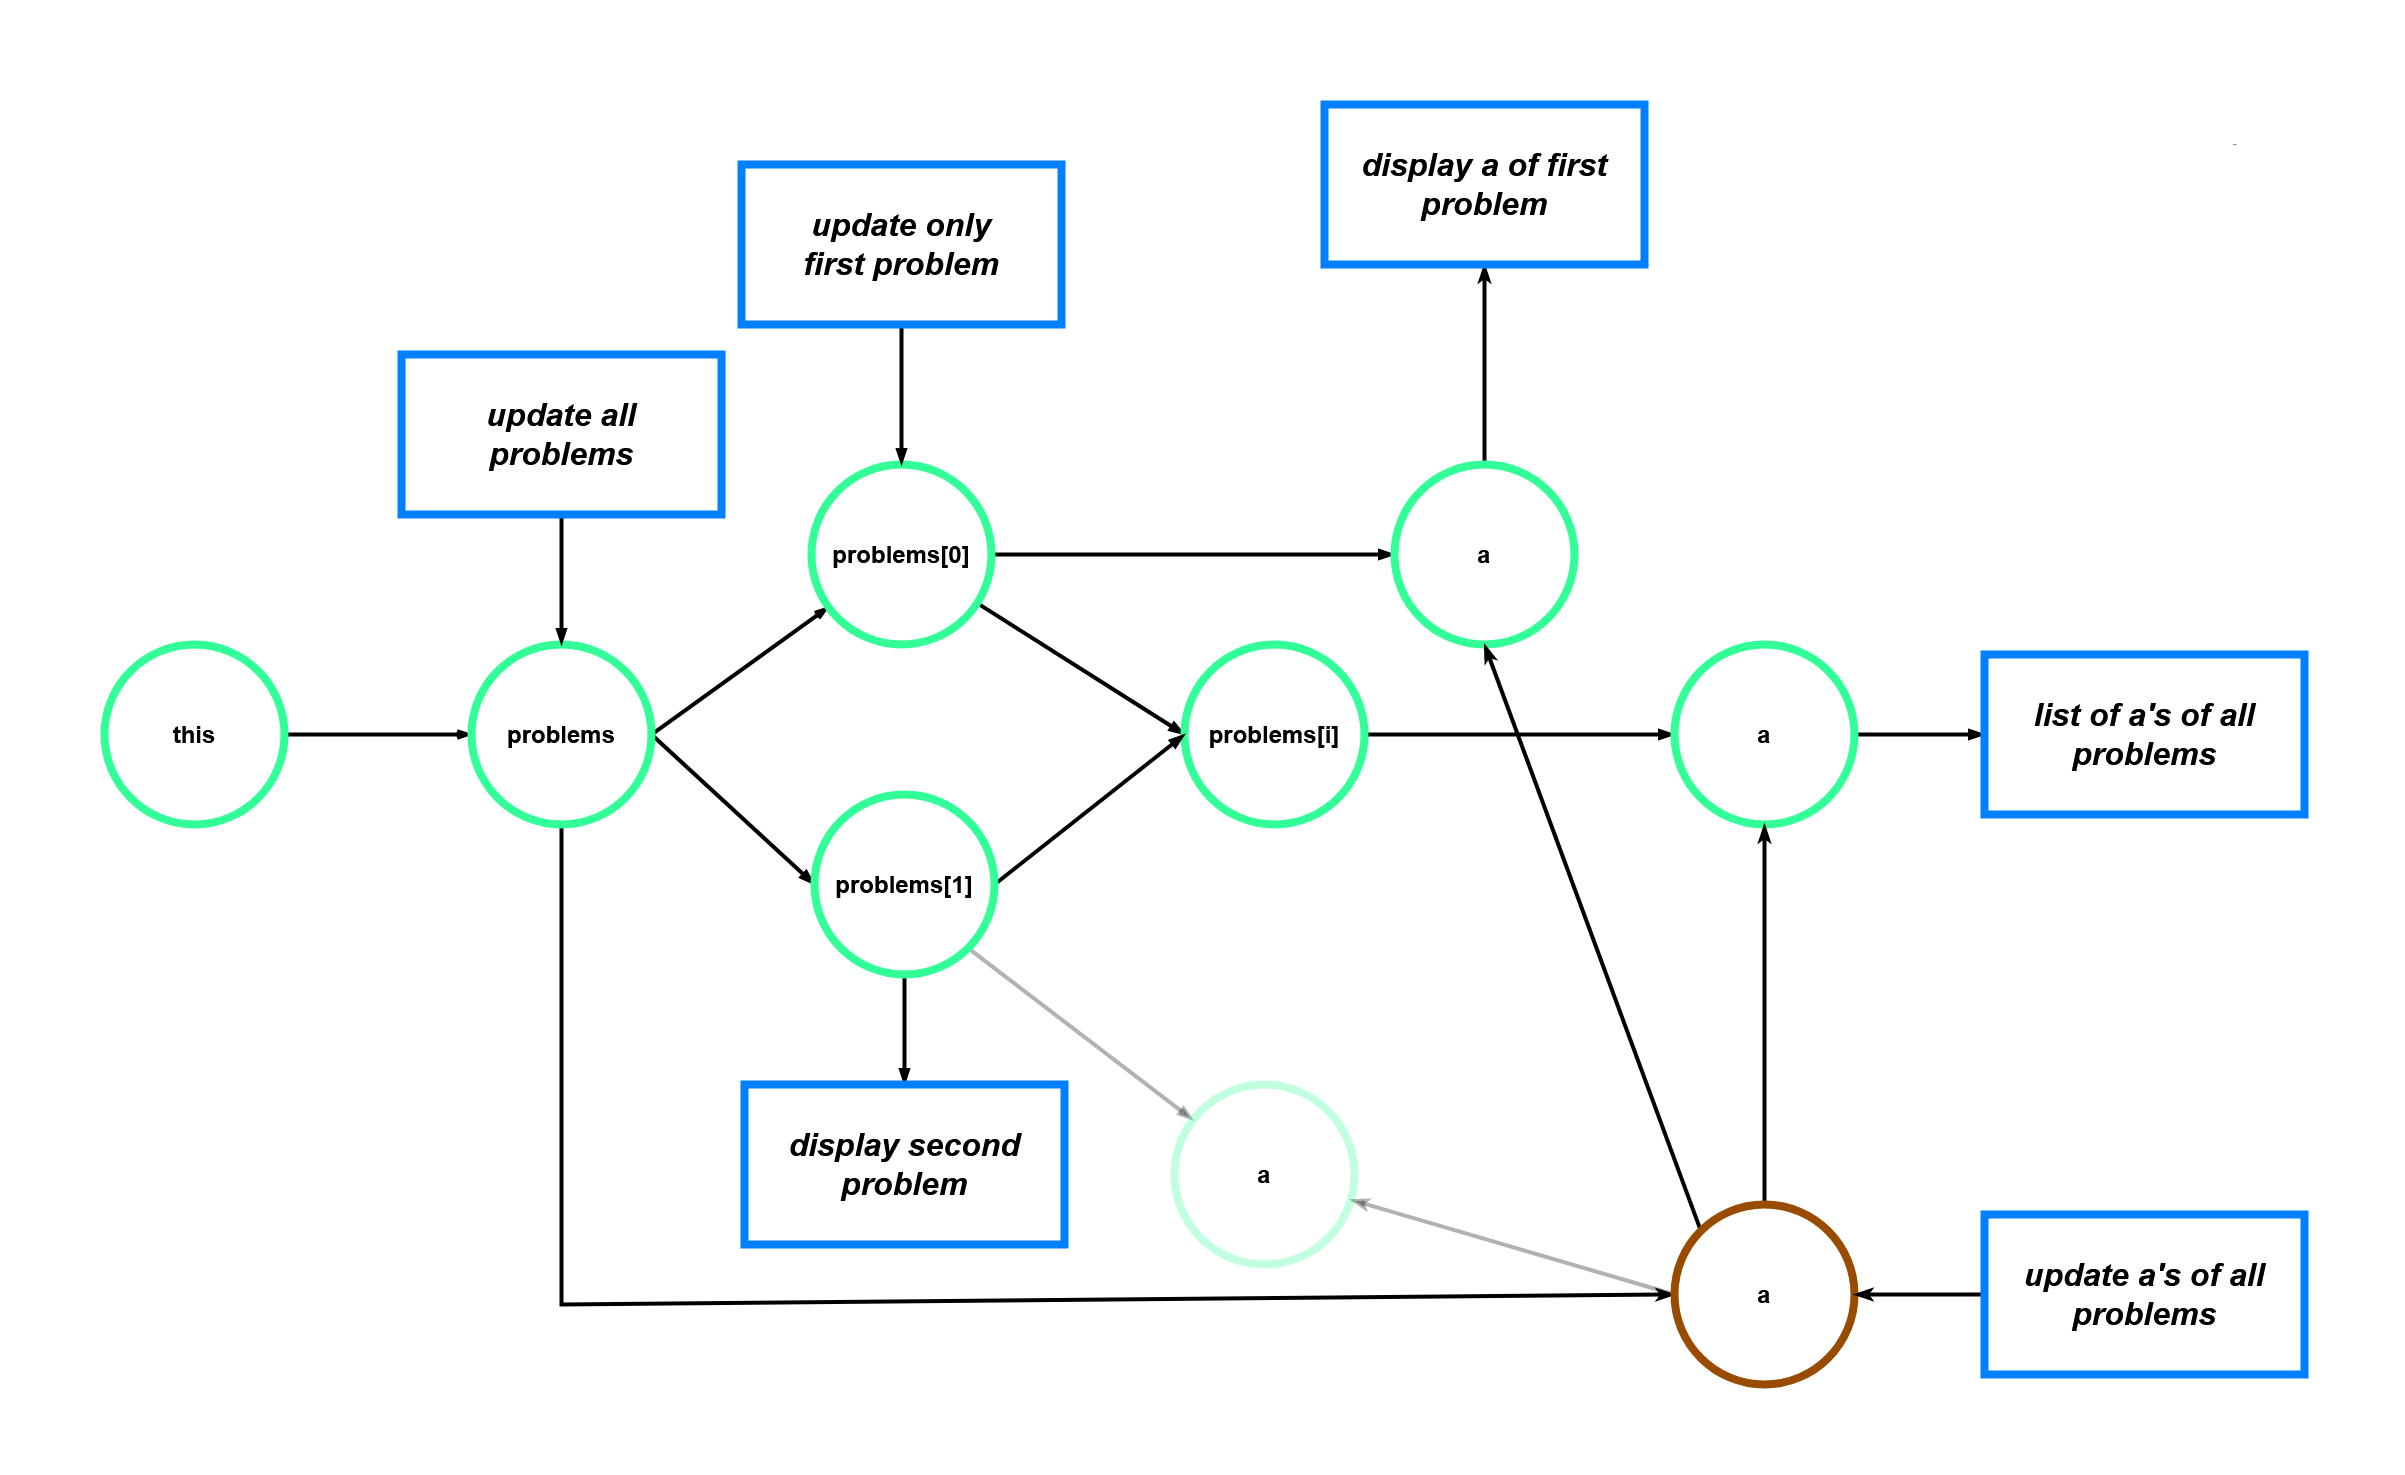 display a of first
problem
update only
first problem
update all
problems
problems[0]
a
this
problems
problems[i]
a
list of a's of all
problems
problems[1]
display second
problem
a
a
update a's of all
problems